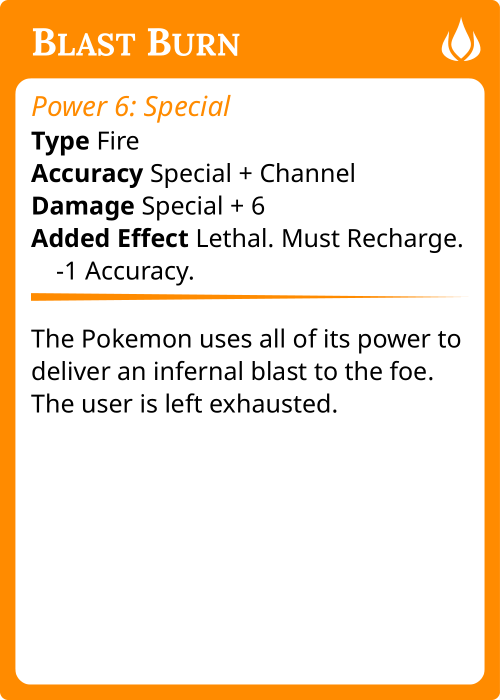 Blast Burn
Power 6: Special
Type Fire
Accuracy Special + Channel
Damage Special + 6
Added Effect Lethal. Must Recharge.
-1 Accuracy.
The Pokemon uses all of its power to
deliver an infernal blast to the foe.
The user is left exhausted.